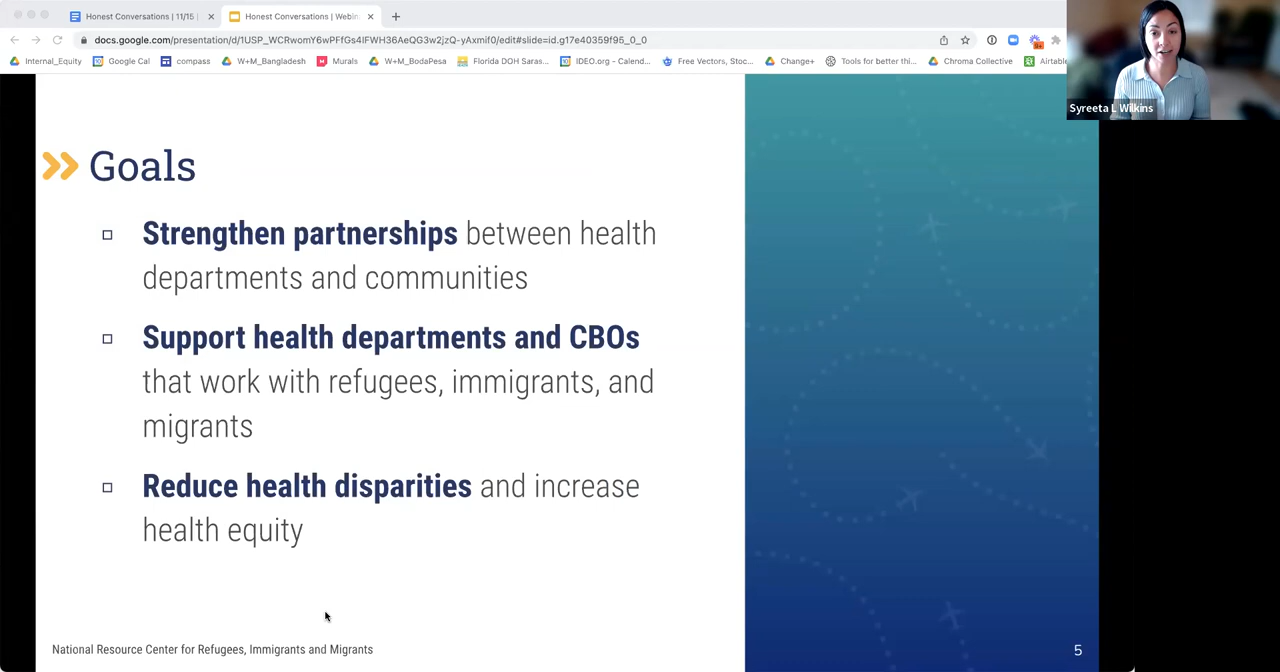 Honest Conversations | 11/15 |
Honest Conversations | Webin
docs.google.com/presentation/d/1USP_WCRwomY6wPFfGs4lFWH36AeQG3w2jzQ-yAxmif0/edit#slide=id.g17e40359f95_0_0
Internal_Equity
Google Cal
compass
W+M_Bangladesh
Murals
W+M_BodaPesa
Florida DOH Saras...
IDEO.org - Calend...
Free Vectors, Stoc...
Change+
Tools for better thi...
Chroma Collective
Airtable
Syreeta L Wilkins
Goals
Strengthen partnerships between health
departments and communities
Support health departments and CBOs
that work with refugees, immigrants, and
migrants
Reduce health disparities and increase
health equity
National Resource Center for Refugees, Immigrants and Migrants
5